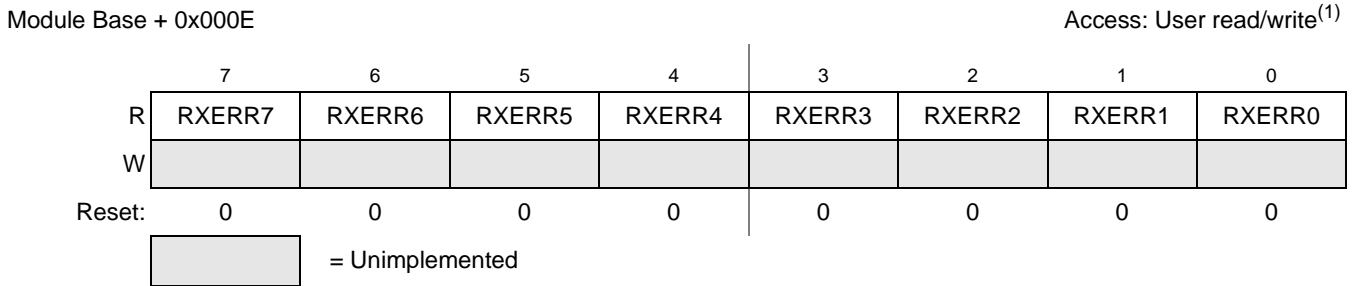 Module Base + 0x000E Access: User read/write(1)
7 6 5 4 3 2 1 0
R RXERR7 RXERR6 RXERR5 RXERR4 RXERR3 RXERR2 RXERR1 RXERR0
W
Reset: 0 0 0 0 0 0 0 0
= Unimplemented